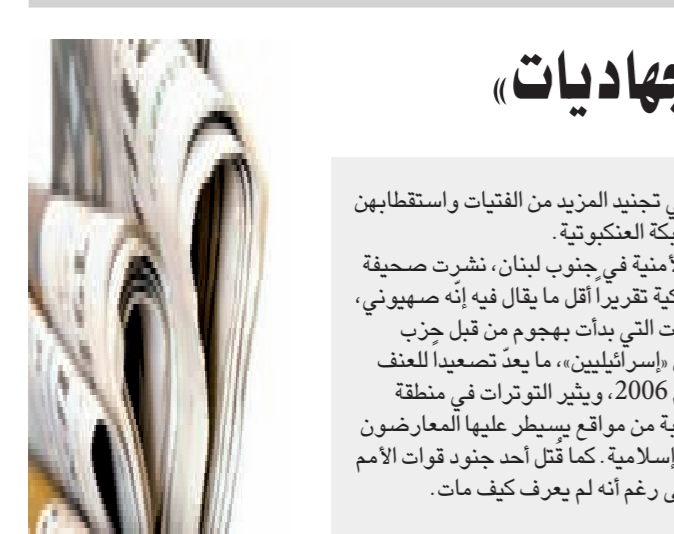 جهاديات»
ي تجنيد المزيد من الفتيات واستقطابهن
بكة العنكبوتية.
لأمنية في جنوب لبنان، نشرت صحيفة
كية تقريراً أقل ما يقال فيه إنّه صهيوني،
ت التي بدأت بهجوم من قبل حزب
«إسرائيليين»، ما يعدّ تصعيداً للعنف
2006، ويثير التوترات في منطقة
ية من مواقع يسيطر عليها المعارضون
إسلامية. كما قُتل أحد جنود قوات الأمم
ى رغم أنه لم يعرف كيف مات.